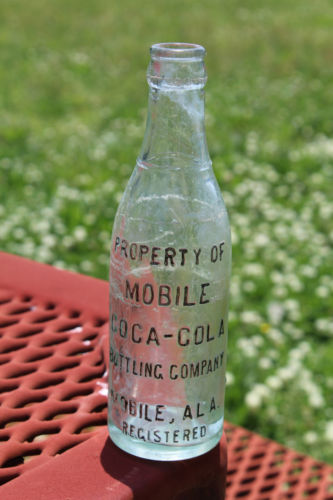 PROPERTY OF
MOBILE
COCA-COLA
BOTTLING COMPANY
MOBILE, ALA.
REGISTERED